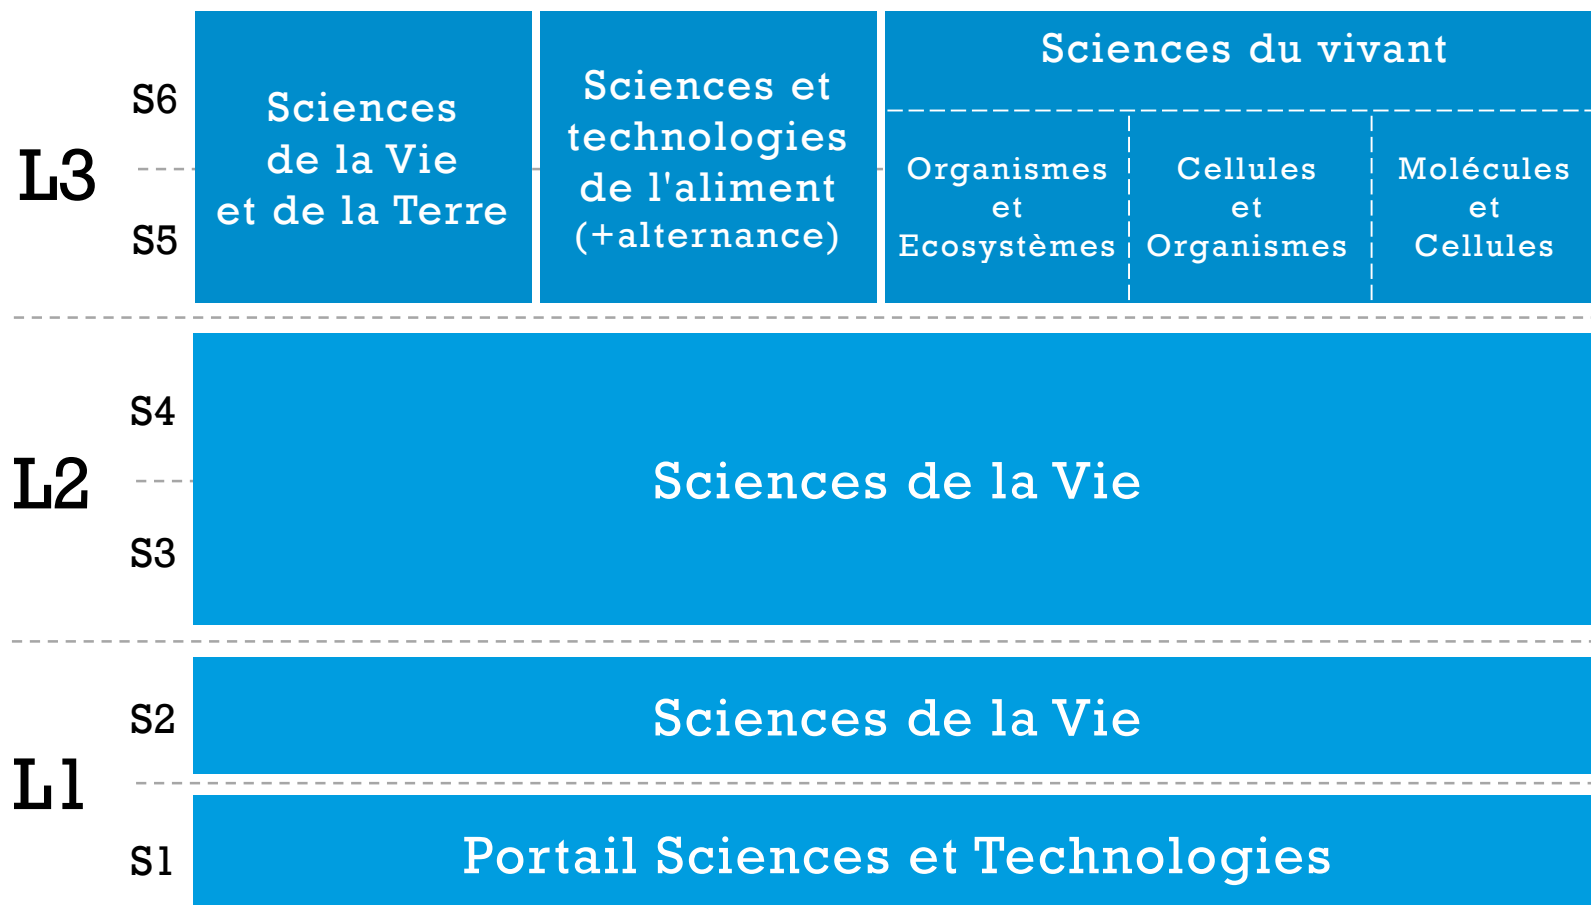 L3
S6
S5
Sciences
de la Vie
et de la Terre
Sciences et
technologies
de l'aliment
(+alternance)
Sciences du vivant
Organismes
et
Ecosystèmes
Cellules
et
Organismes
Molécules
et
Cellules
L2
S4
S3
Sciences de la Vie
L1
S2
Sciences de la Vie
S1
Portail Sciences et Technologies